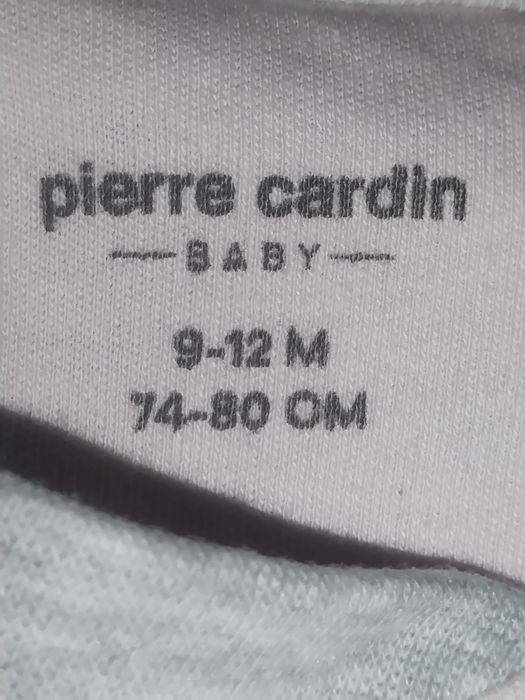 pierre cardin
BABY
9-12 M
74-80 CM